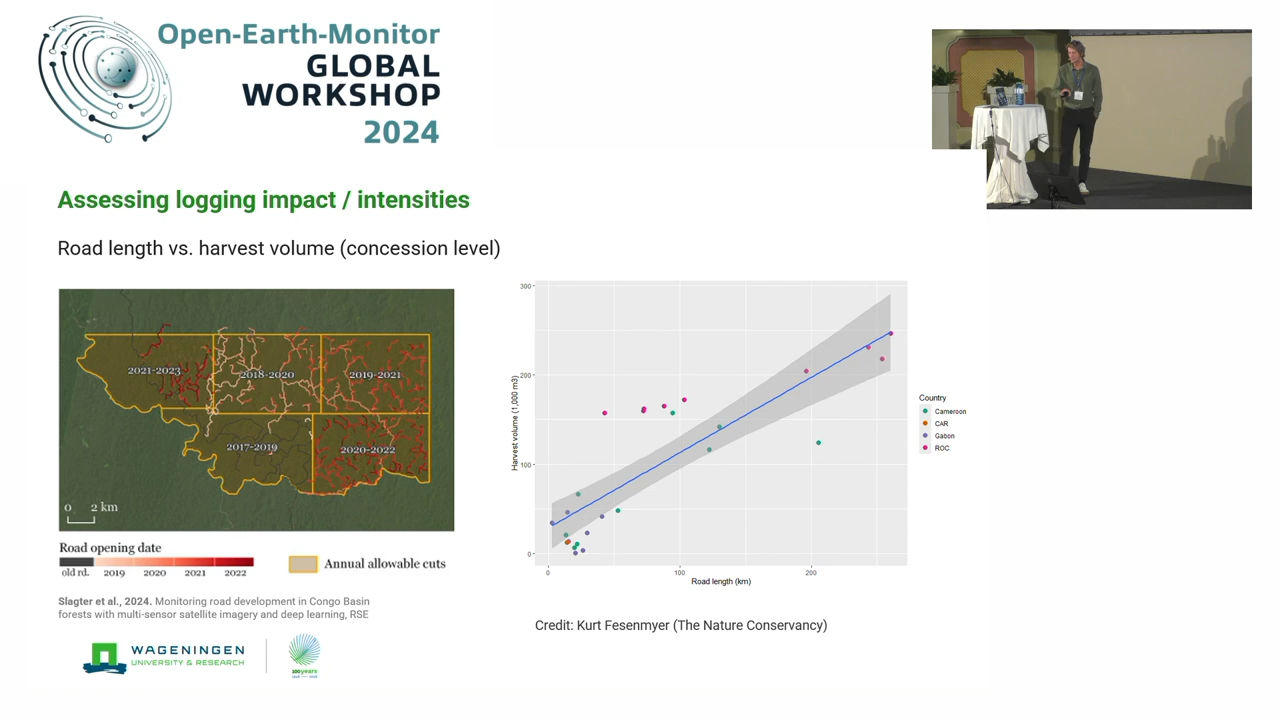 Open-Earth-Monitor
GLOBAL
WORKSHOP
2024
Assessing logging impact / intensities
Road length vs. harvest volume (concession level)
2021-2023
2018-2020
2019-2021
2017-2019
2020-2022
0 2 km
Road opening date
old rd. 2019 2020 2021 2022
Annual allowable cuts
Slagter et al., 2024. Monitoring road development in Congo Basin
forests with multi-sensor satellite imagery and deep learning, RSE
WAGENINGEN
UNIVERSITY & RESEARCH
100years
300
200
100
0
Harvest volume (1,000 m3)
0 100 200
Road length (km)
Country
Cameroon
CAR
Gabon
ROC
Credit: Kurt Fesenmyer (The Nature Conservancy)